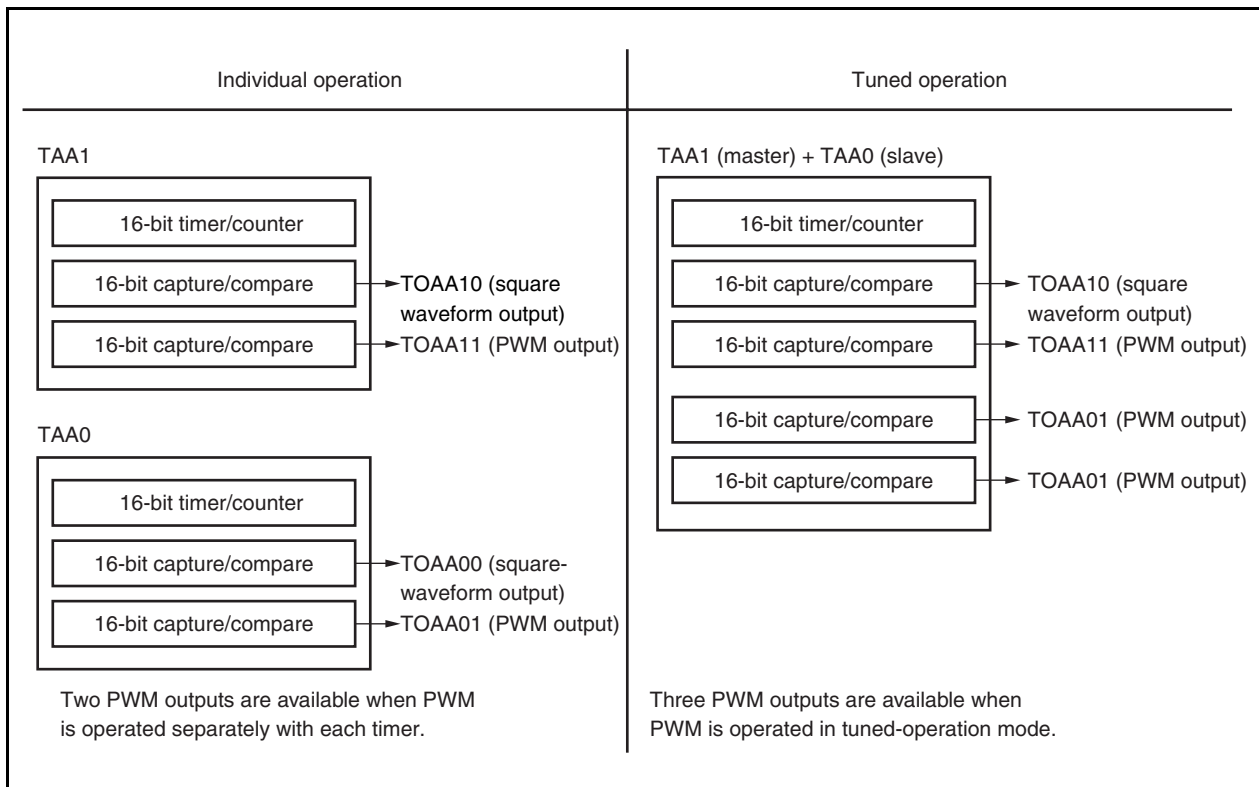 Individual operation
Tuned operation
TAA1
16-bit timer/counter
16-bit capture/compare
TOAA10 (square
waveform output)
16-bit capture/compare
TOAA11 (PWM output)
TAA0
16-bit timer/counter
16-bit capture/compare
TOAA00 (square-
waveform output)
16-bit capture/compare
TOAA01 (PWM output)
Two PWM outputs are available when PWM
is operated separately with each timer.
TAA1 (master) + TAA0 (slave)
16-bit timer/counter
16-bit capture/compare
TOAA10 (square
waveform output)
16-bit capture/compare
TOAA11 (PWM output)
16-bit capture/compare
TOAA01 (PWM output)
16-bit capture/compare
TOAA01 (PWM output)
Three PWM outputs are available when
PWM is operated in tuned-operation mode.